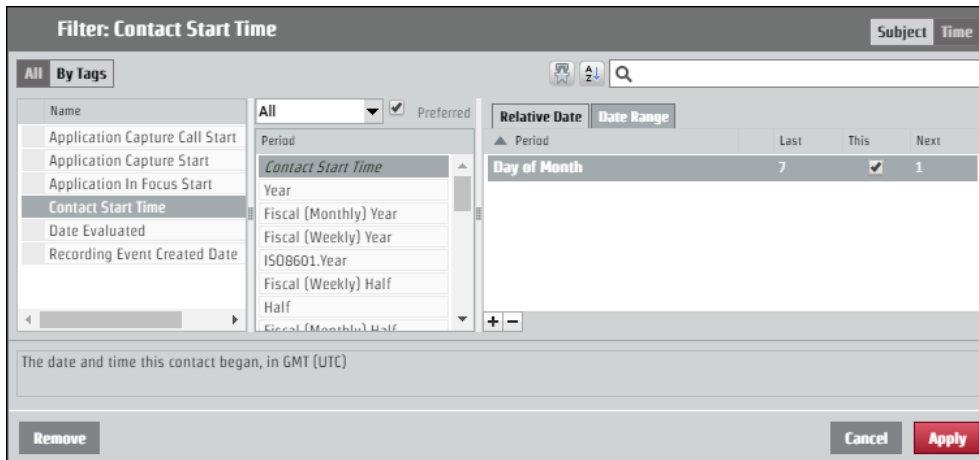 Filter: Contact Start Time
Subject Time
All By Tags
Name
Application Capture Call Start
Application Capture Start
Application In Focus Start
Contact Start Time
Date Evaluated
Recording Event Created Date
All Preferred
Period
Contact Start Time
Year
Fiscal (Monthly) Year
Fiscal (Weekly) Year
ISO8601.Year
Fiscal (Weekly) Half
Half
Fiscal (Monthly) Half
Relative Date Date Range
Period Last This Next
Day of Month 7 1
The date and time this contact began, in GMT (UTC)
Remove Cancel Apply